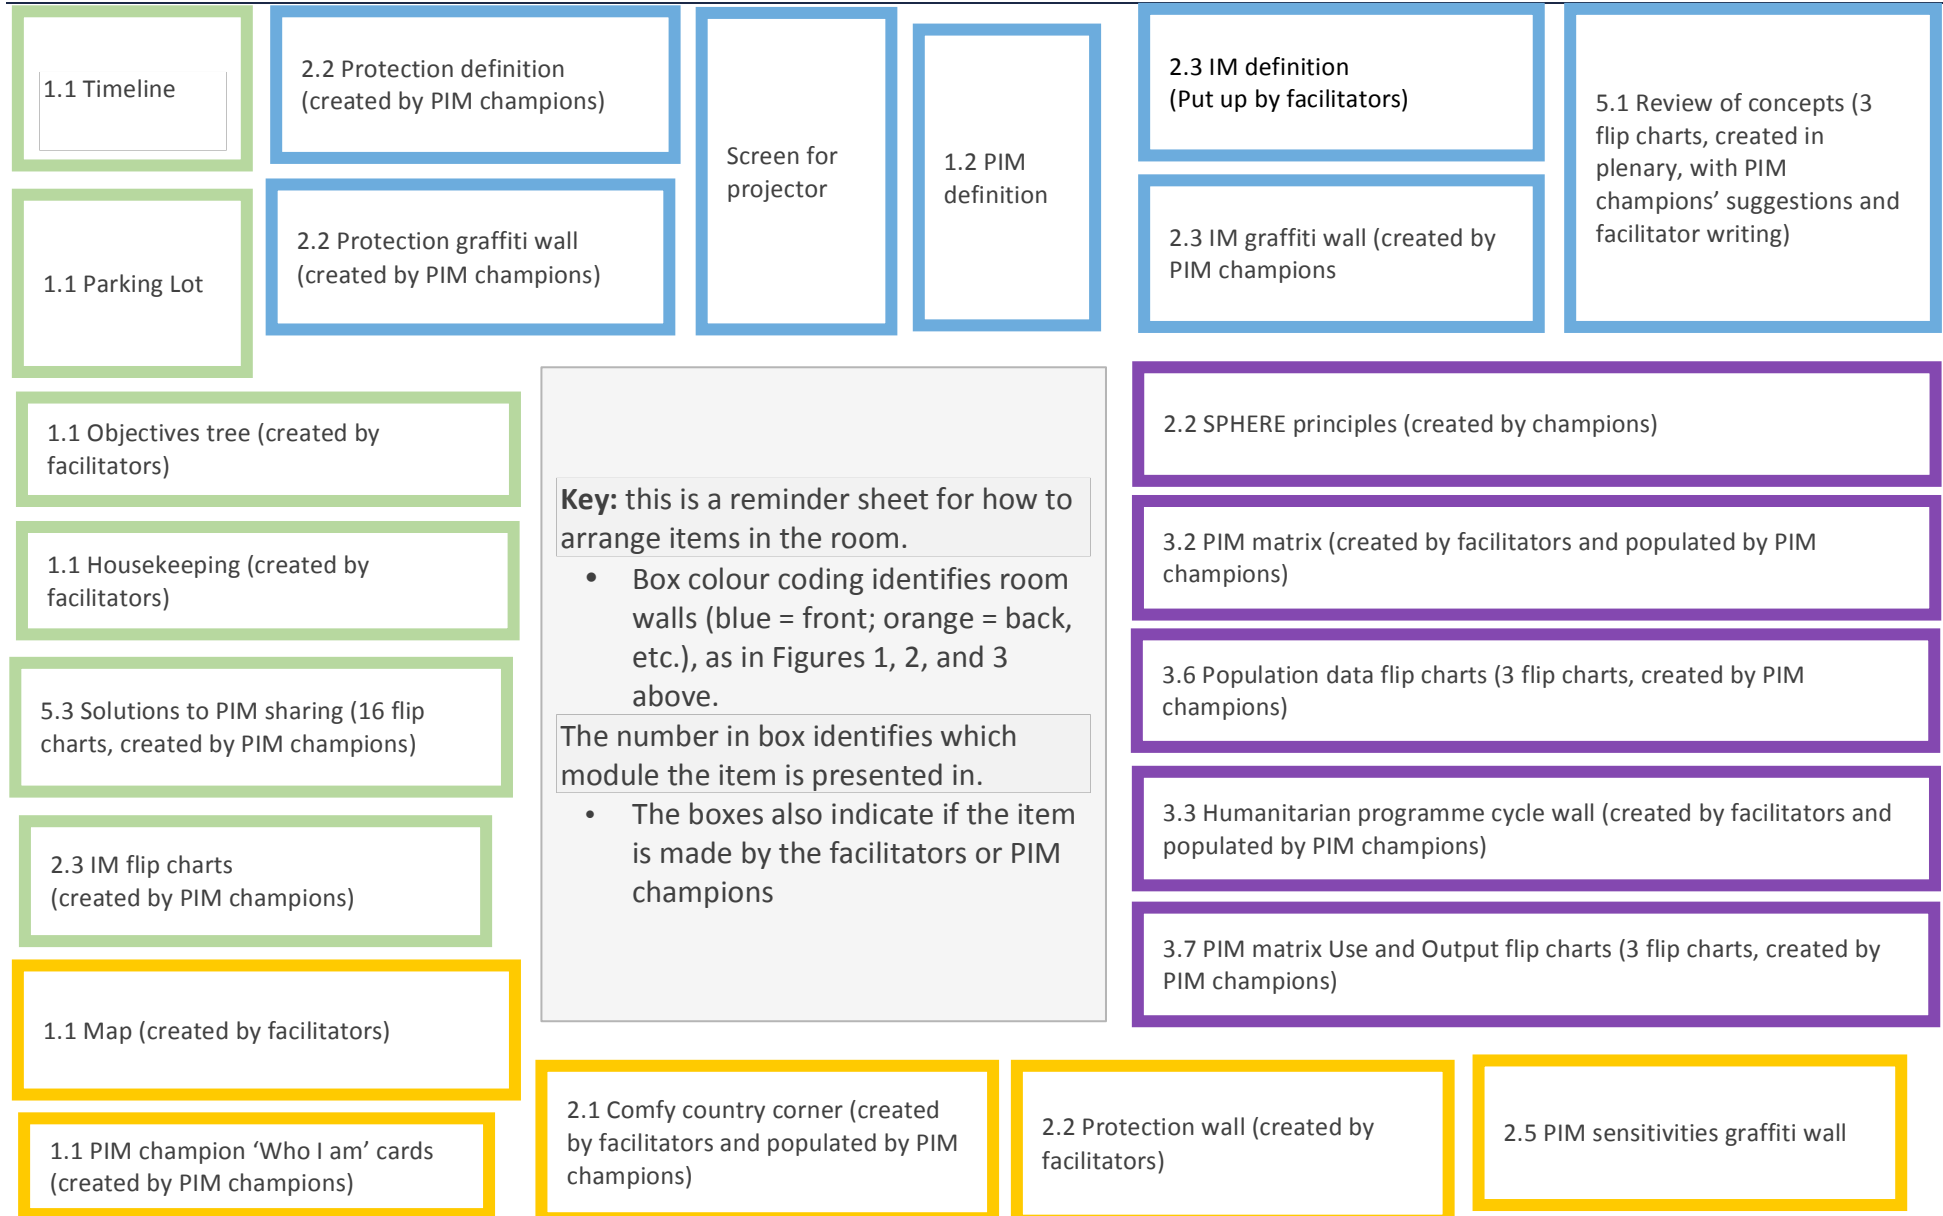 1.1 Timeline
2.2 Protection definition
(created by PIM champions)
Screen for
projector
1.2 PIM
definition
2.3 IM definition
(Put up by facilitators)
5.1 Review of concepts (3
flip charts, created in
plenary, with PIM
champions’ suggestions and
facilitator writing)
1.1 Parking Lot
2.2 Protection graffiti wall
(created by PIM champions)
2.3 IM graffiti wall (created by
PIM champions
1.1 Objectives tree (created by
facilitators)
1.1 Housekeeping (created by
facilitators)
5.3 Solutions to PIM sharing (16 flip
charts, created by PIM champions)
2.3 IM flip charts
(created by PIM champions)
Key: this is a reminder sheet for how to
arrange items in the room.
• Box colour coding identifies room
walls (blue = front; orange = back,
etc.), as in Figures 1, 2, and 3
above.
The number in box identifies which
module the item is presented in.
• The boxes also indicate if the item
is made by the facilitators or PIM
champions
2.2 SPHERE principles (created by champions)
3.2 PIM matrix (created by facilitators and populated by PIM
champions)
3.6 Population data flip charts (3 flip charts, created by PIM
champions)
3.3 Humanitarian programme cycle wall (created by facilitators and
populated by PIM champions)
3.7 PIM matrix Use and Output flip charts (3 flip charts, created by
PIM champions)
1.1 Map (created by facilitators)
1.1 PIM champion ‘Who I am’ cards
(created by PIM champions)
2.1 Comfy country corner (created
by facilitators and populated by PIM
champions)
2.2 Protection wall (created by
facilitators)
2.5 PIM sensitivities graffiti wall